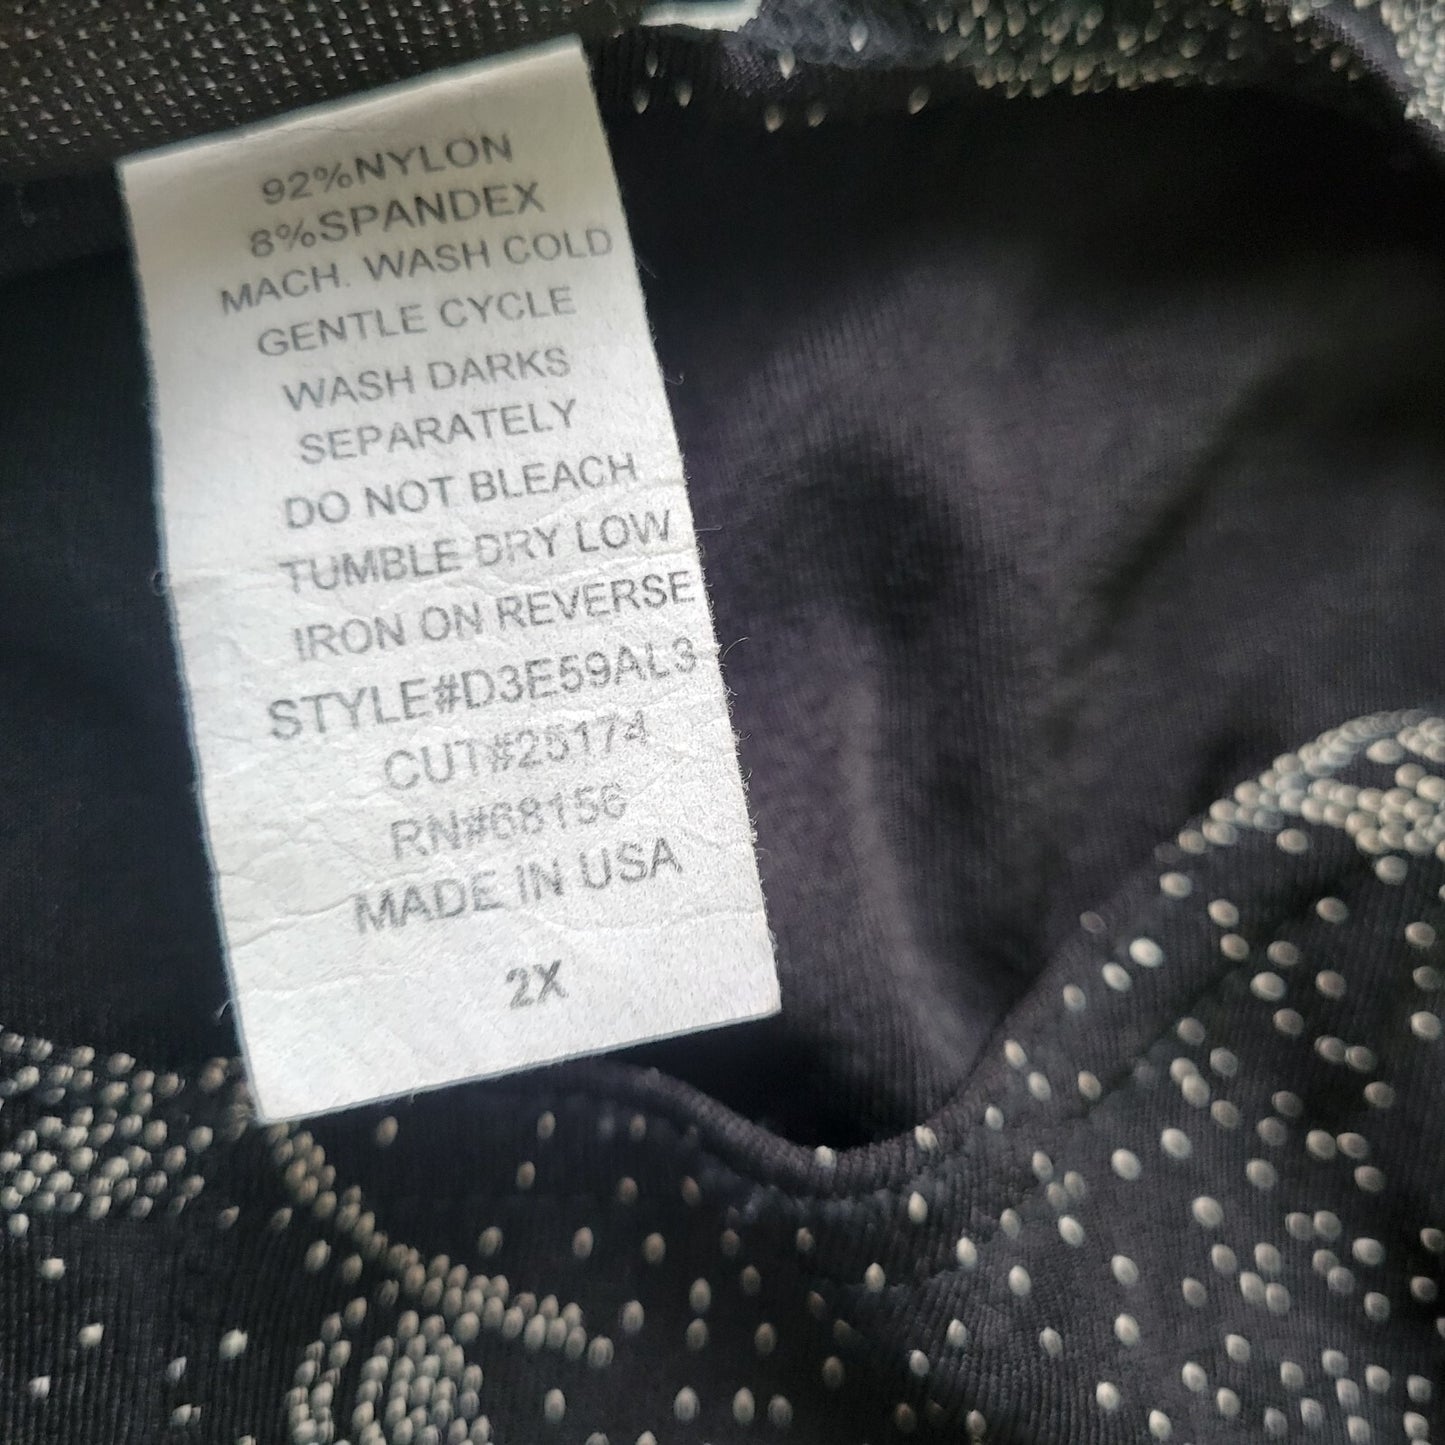 92%NYLON
8%SPANDEX
MACH. WASH COLD
GENTLE CYCLE
WASH DARKS
SEPARATELY
DO NOT BLEACH
TUMBLE DRY LOW
IRON ON REVERSE
STYLE#D3E59AL3
CUT#25174
RN#68156
MADE IN USA
2X